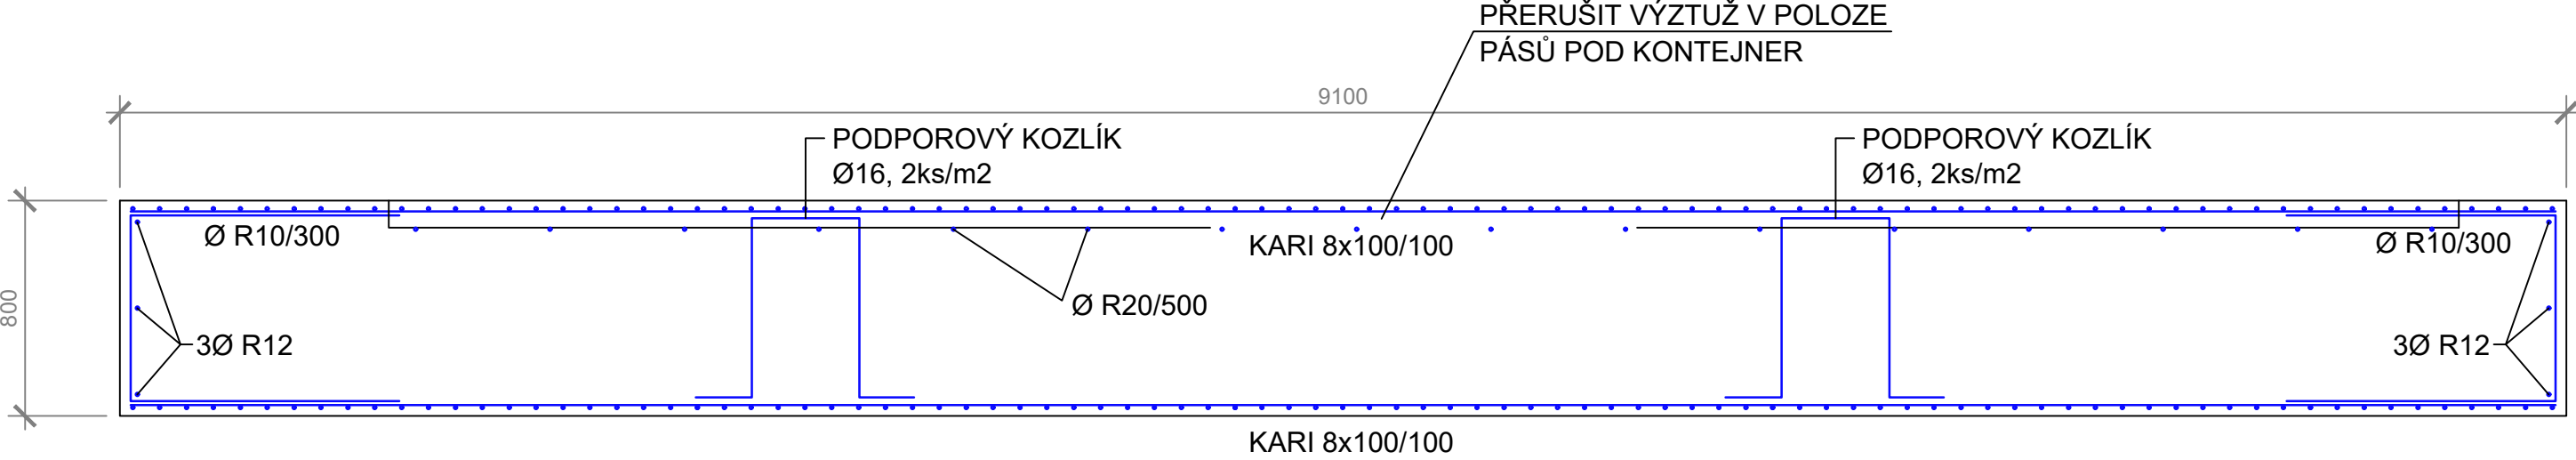 PŘERUŠIT VÝZTUŽ V POLOZE
PÁSŮ POD KONTEJNER
9100
PODPOROVÝ KOZLÍK
Ø16, 2ks/m2
PODPOROVÝ KOZLÍK
Ø16, 2ks/m2
Ø R10/300
KARI 8x100/100
Ø R10/300
Ø R20/500
800
3Ø R12
3Ø R12
KARI 8x100/100